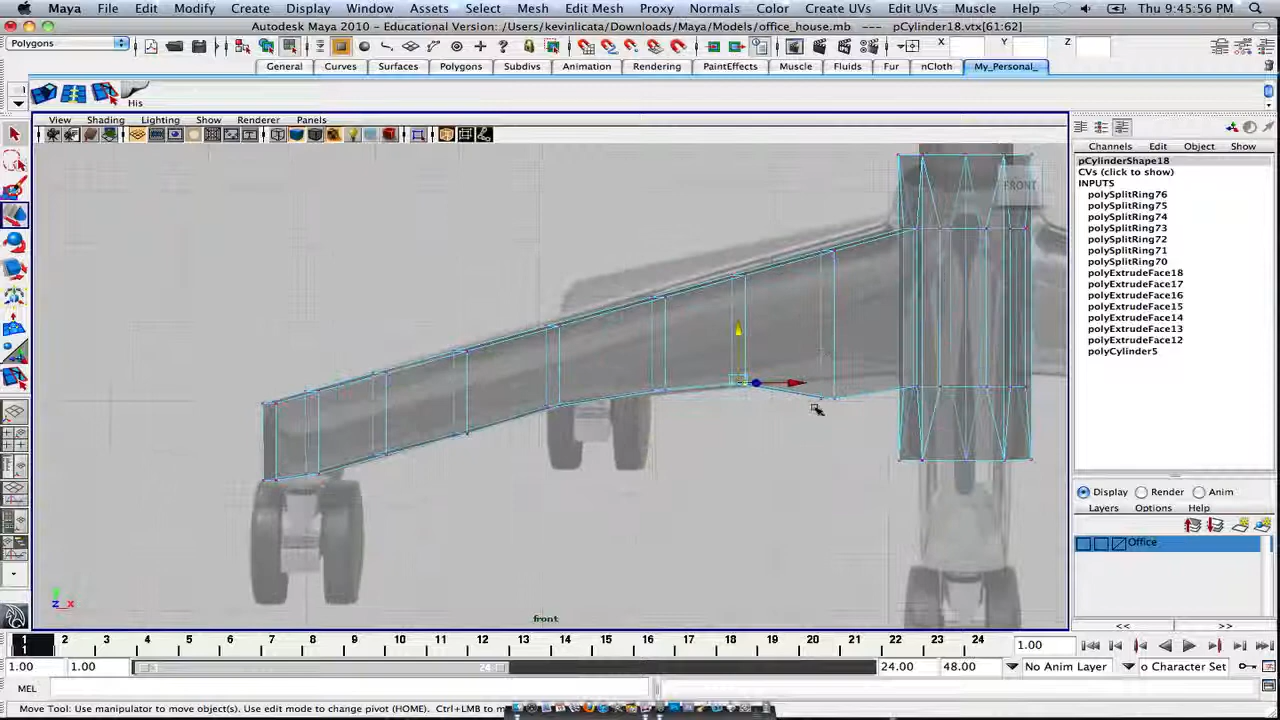 Maya File Edit Modify Create Display Window Assets Select Mesh Edit Mesh Proxy Normals Color Create UVs Edit UVs Muscle Help Thu 9:45:56 PM
Autodesk Maya 2010 - Educational Version: /Users/kevinlicata/Downloads/Maya/Models/office_house.mb --- pCylinder18.vtx[61:62]
Polygons X Y Z
General Curves Surfaces Polygons Subdivs Animation Rendering PaintEffects Muscle Fluids Fur nCloth My_Personal_
His
View Shading Lighting Show Renderer Panels
Channels Edit Object Show
pCylinderShape18
CVs (click to show)
INPUTS
polySplitRing76
polySplitRing75
polySplitRing74
polySplitRing73
polySplitRing72
polySplitRing71
polySplitRing70
polyExtrudeFace18
polyExtrudeFace17
polyExtrudeFace16
polyExtrudeFace15
polyExtrudeFace14
polyExtrudeFace13
polyExtrudeFace12
polyCylinder5
FRONT
Display Render Anim
Layers Options Help
Office
y
z x
front
<< >>
1 2 3 4 5 6 7 8 9 10 11 12 13 14 15 16 17 18 19 20 21 22 23 24 1.00
1
1.00 1.00 1 24 24.00 48.00 No Anim Layer o Character Set
MEL
Move Tool: Use manipulator to move object(s). Use edit mode to change pivot (HOME). Ctrl+LMB to m